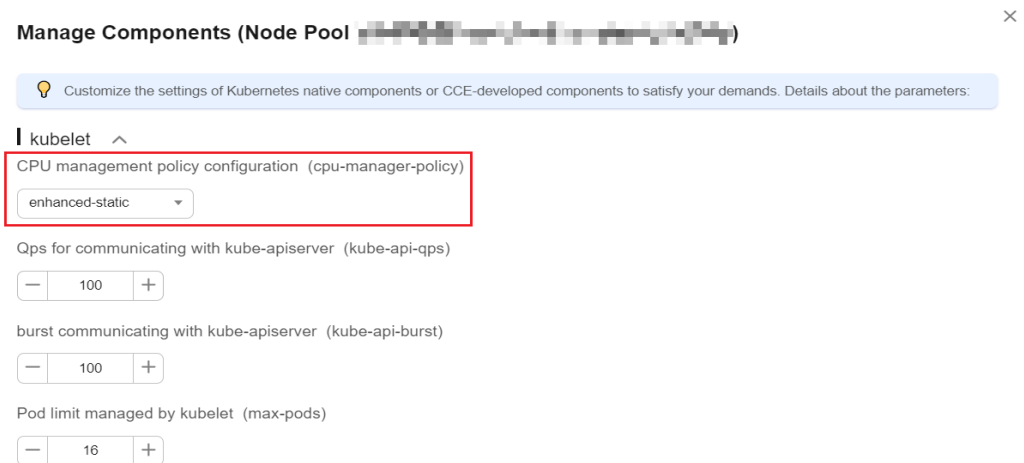 Manage Components (Node Pool )
Customize the settings of Kubernetes native components or CCE-developed components to satisfy your demands. Details about the parameters:
kubelet
CPU management policy configuration (cpu-manager-policy)
enhanced-static
Qps for communicating with kube-apiserver (kube-api-qps)
100
burst communicating with kube-apiserver (kube-api-burst)
100
Pod limit managed by kubelet (max-pods)
16